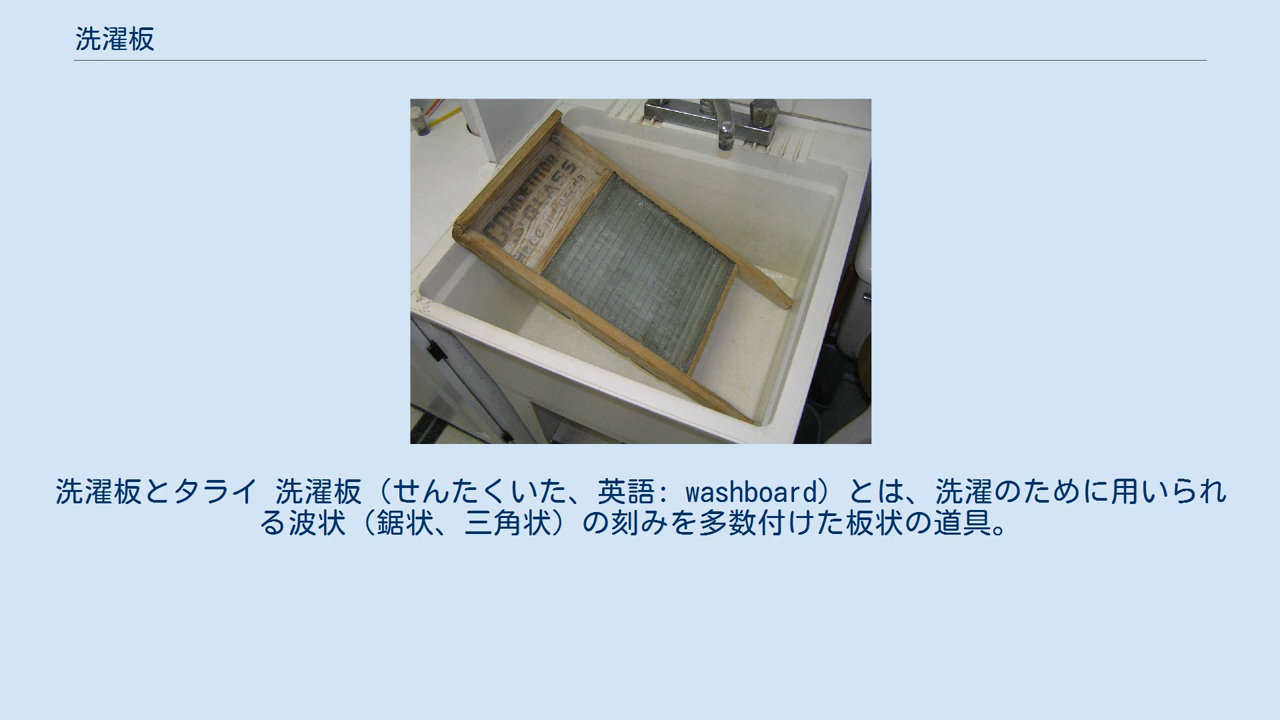 洗濯板
COMPETITOR
GLASS
洗濯板とタライ 洗濯板（せんたくいた、英語: washboard）とは、洗濯のために用いられ
る波状（鋸状、三角状）の刻みを多数付けた板状の道具。